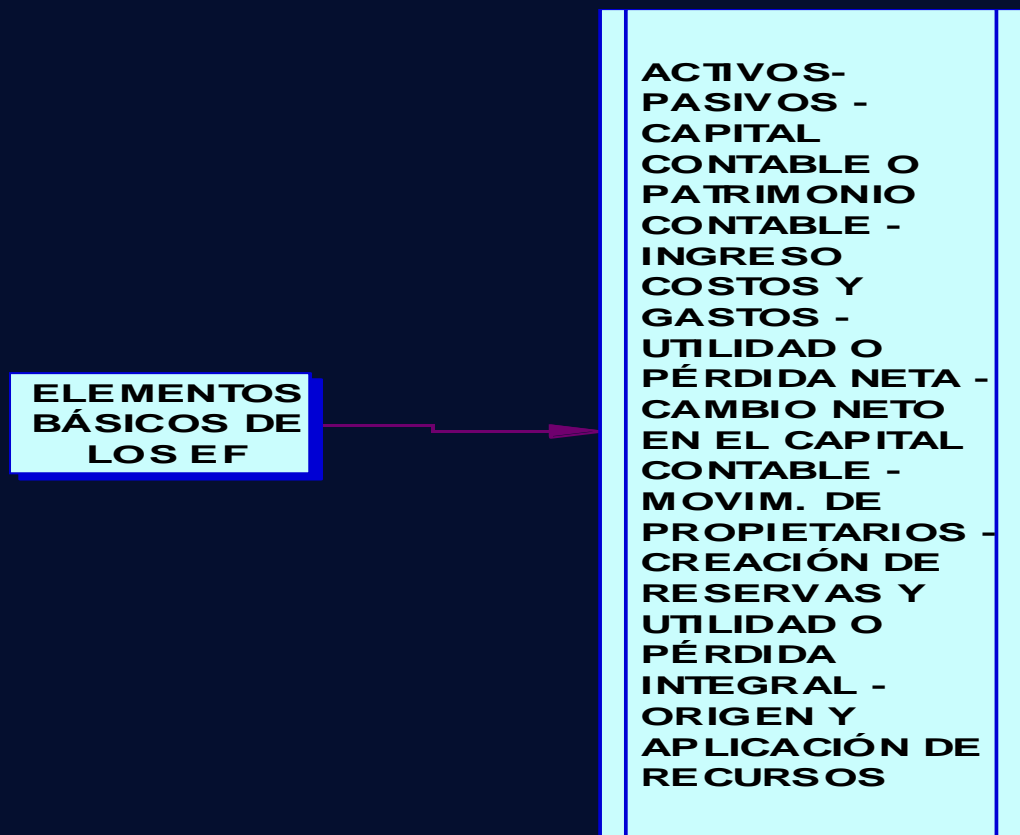 ELEMENTOS
BÁSICOS DE
LOS EF
ACTIVOS-
PASIVOS -
CAPITAL
CONTABLE O
PATRIMONIO
CONTABLE -
INGRESO
COSTOS Y
GASTOS -
UTILIDAD O
PÉRDIDA NETA -
CAMBIO NETO
EN EL CAPITAL
CONTABLE -
MOVIM. DE
PROPIETARIOS -
CREACIÓN DE
RESERVAS Y
UTILIDAD O
PÉRDIDA
INTEGRAL -
ORIGEN Y
APLICACIÓN DE
RECURSOS